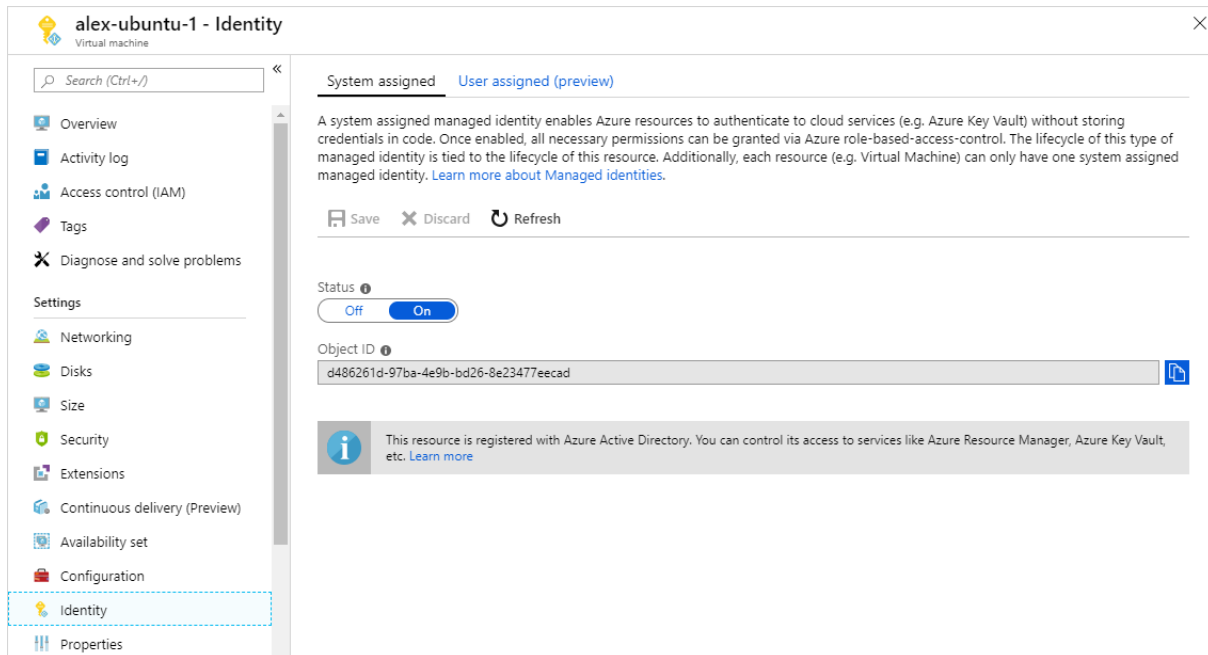 alex-ubuntu-1 - Identity
Virtual machine
Search (Ctrl+/)
Overview
Activity log
Access control (IAM)
Tags
Diagnose and solve problems
Settings
Networking
Disks
Size
Security
Extensions
Continuous delivery (Preview)
Availability set
Configuration
Identity
Properties
System assigned User assigned (preview)
A system assigned managed identity enables Azure resources to authenticate to cloud services (e.g. Azure Key Vault) without storing
credentials in code. Once enabled, all necessary permissions can be granted via Azure role-based-access-control. The lifecycle of this type of
managed identity is tied to the lifecycle of this resource. Additionally, each resource (e.g. Virtual Machine) can only have one system assigned
managed identity. Learn more about Managed identities.
Save Discard Refresh
Status
Off On
Object ID
d486261d-97ba-4e9b-bd26-8e23477eecad
This resource is registered with Azure Active Directory. You can control its access to services like Azure Resource Manager, Azure Key Vault,
etc. Learn more